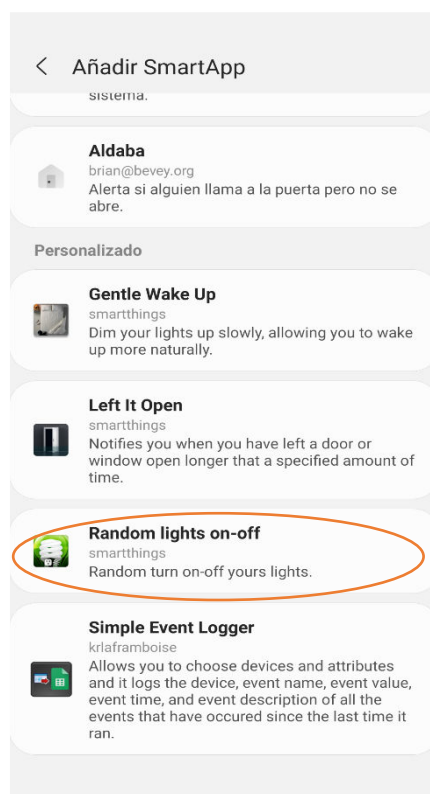 Añadir SmartApp
sistema.
Aldaba
brian@bevey.org
Alerta si alguien llama a la puerta pero no se
abre.
Personalizado
Gentle Wake Up
smartthings
Dim your lights up slowly, allowing you to wake
up more naturally.
Left It Open
smartthings
Notifies you when you have left a door or
window open longer that a specified amount of
time.
Random lights on-off
smartthings
Random turn on-off yours lights.
Simple Event Logger
krlaframboise
Allows you to choose devices and attributes
and it logs the device, event name, event value,
event time, and event description of all the
events that have occured since the last time it
ran.